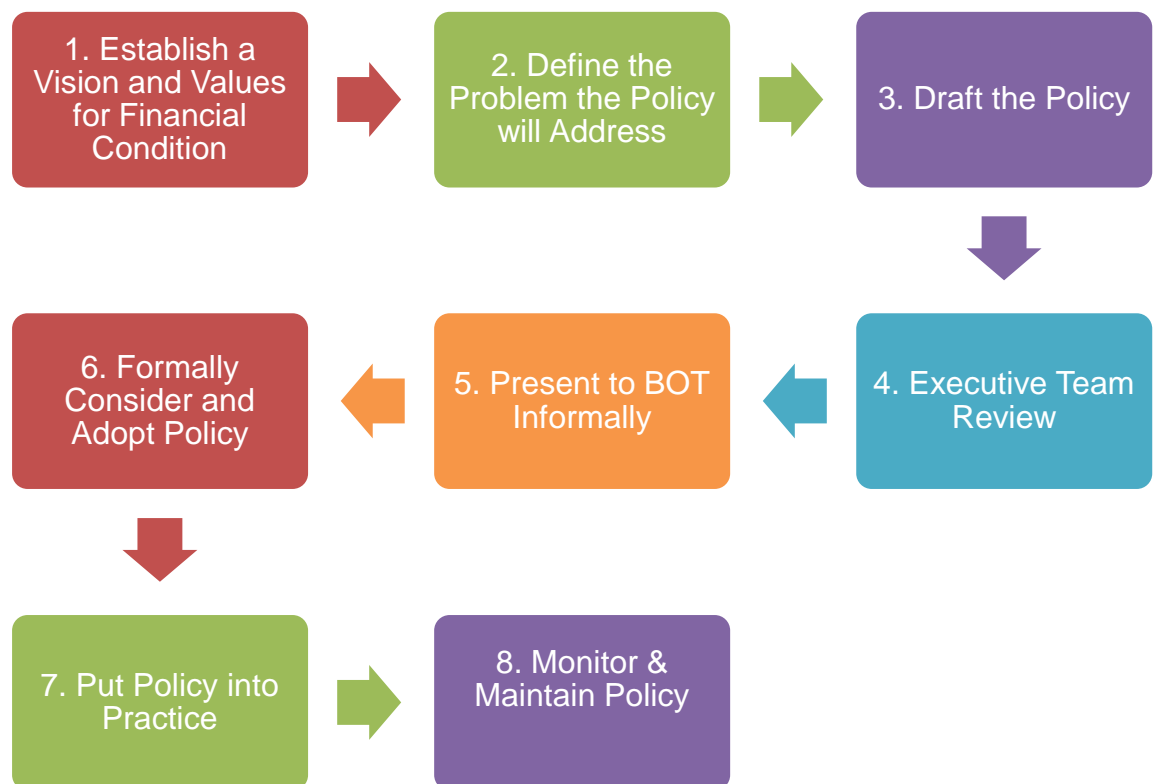 1. Establish a
Vision and Values
for Financial
Condition
2. Define the
Problem the Policy
will Address
3. Draft the Policy
4. Executive Team
Review
5. Present to BOT
Informally
6. Formally
Consider and
Adopt Policy
7. Put Policy into
Practice
8. Monitor &
Maintain Policy